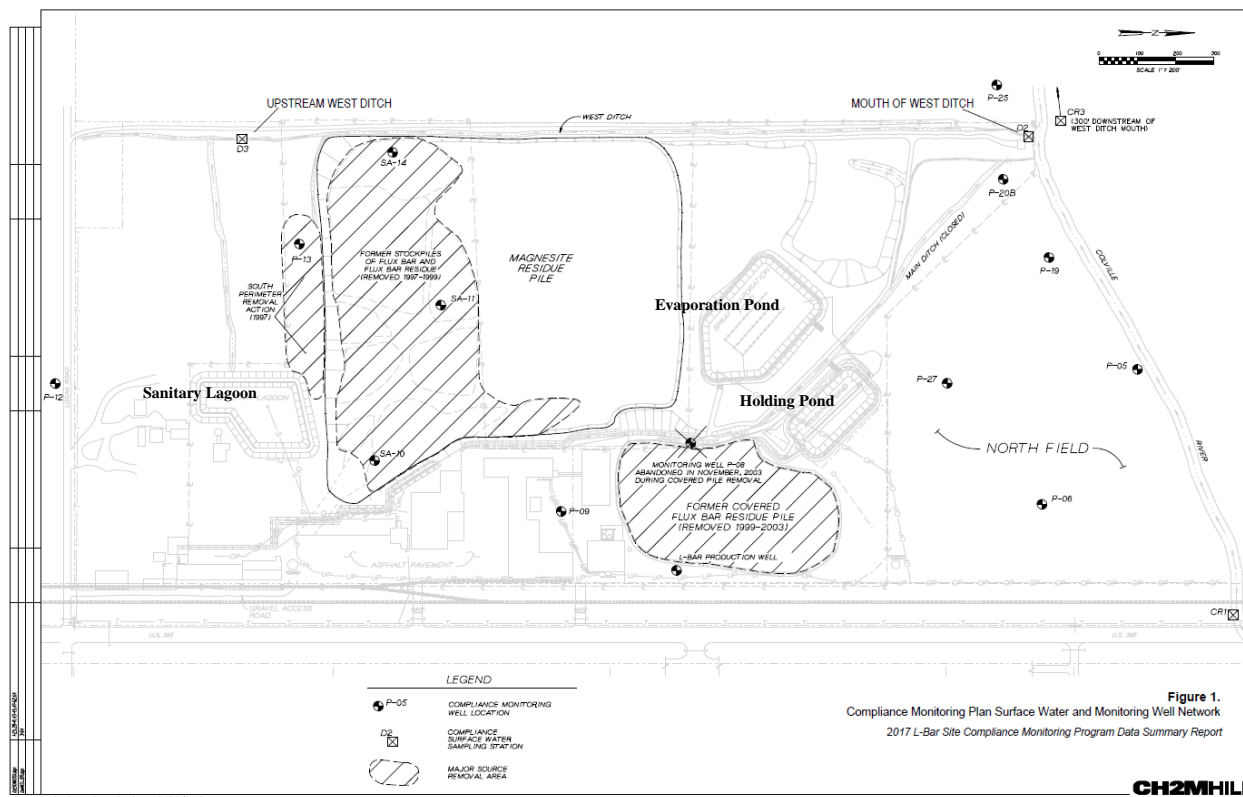 N
0 100 200 300
SCALE 1" = 200'
P-25
CR3
(300' DOWNSTREAM OF
WEST DITCH MOUTH)
UPSTREAM WEST DITCH
MOUTH OF WEST DITCH
WEST DITCH
D3
D2
SA-14
P-20B
MAIN DITCH (CLOSED)
COLVILLE
RIVER
P-13
FORMER STOCKPILES
OF FLUX BAR AND
FLUX BAR RESIDUE
(REMOVED 1997-1999)
MAGNESITE
RESIDUE
PILE
P-19
SOUTH
PERIMETER
REMOVAL
ACTION
(1997)
SA-11
Evaporation Pond
P-12
Sanitary Lagoon
LAGOON
Holding Pond
P-27
P-05
NORTH FIELD
SA-10
MONITORING WELL P-08
ABANDONED IN NOVEMBER, 2003
DURING COVERED PILE REMOVAL
P-09
FORMER COVERED
FLUX BAR RESIDUE PILE
(REMOVED 1999-2003)
P-06
L-BAR PRODUCTION WELL
ASPHALT PAVEMENT
GRAVEL ACCESS
ROAD
CR1
U.S. 395
U.S. 395
LEGEND
P-05
COMPLIANCE MONITORING
WELL LOCATION
D2
COMPLIANCE
SURFACE WATER
SAMPLING STATION
MAJOR SOURCE
REMOVAL AREA
Figure 1.
Compliance Monitoring Plan Surface Water and Monitoring Well Network
2017 L-Bar Site Compliance Monitoring Program Data Summary Report
CH2MHILL